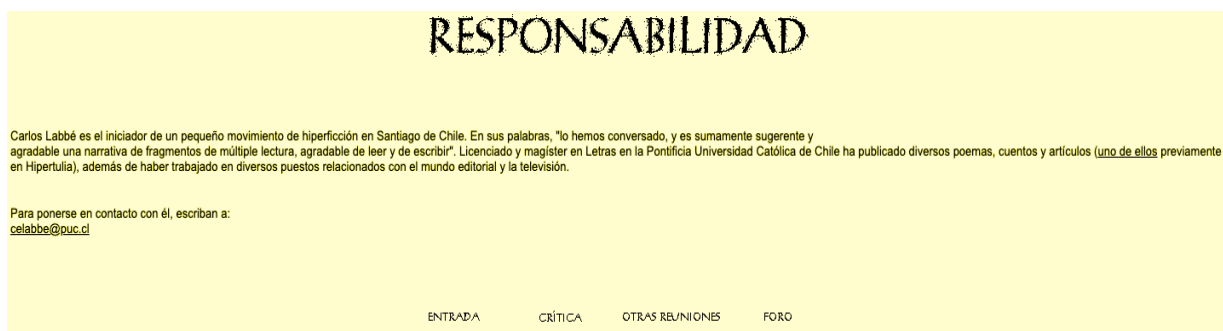 RESPONSABILIDAD
Carlos Labbé es el iniciador de un pequeño movimiento de hiperficción en Santiago de Chile. En sus palabras, "lo hemos conversado, y es sumamente sugerente y
agradable una narrativa de fragmentos de múltiple lectura, agradable de leer y de escribir". Licenciado y magíster en Letras en la Pontificia Universidad Católica de Chile ha publicado diversos poemas, cuentos y artículos (uno de ellos previamente
en Hipertulia), además de haber trabajado en diversos puestos relacionados con el mundo editorial y la televisión.
Para ponerse en contacto con él, escriban a:
celabbe@puc.cl
ENTRADA CRÍTICA OTRAS REUNIONES FORO